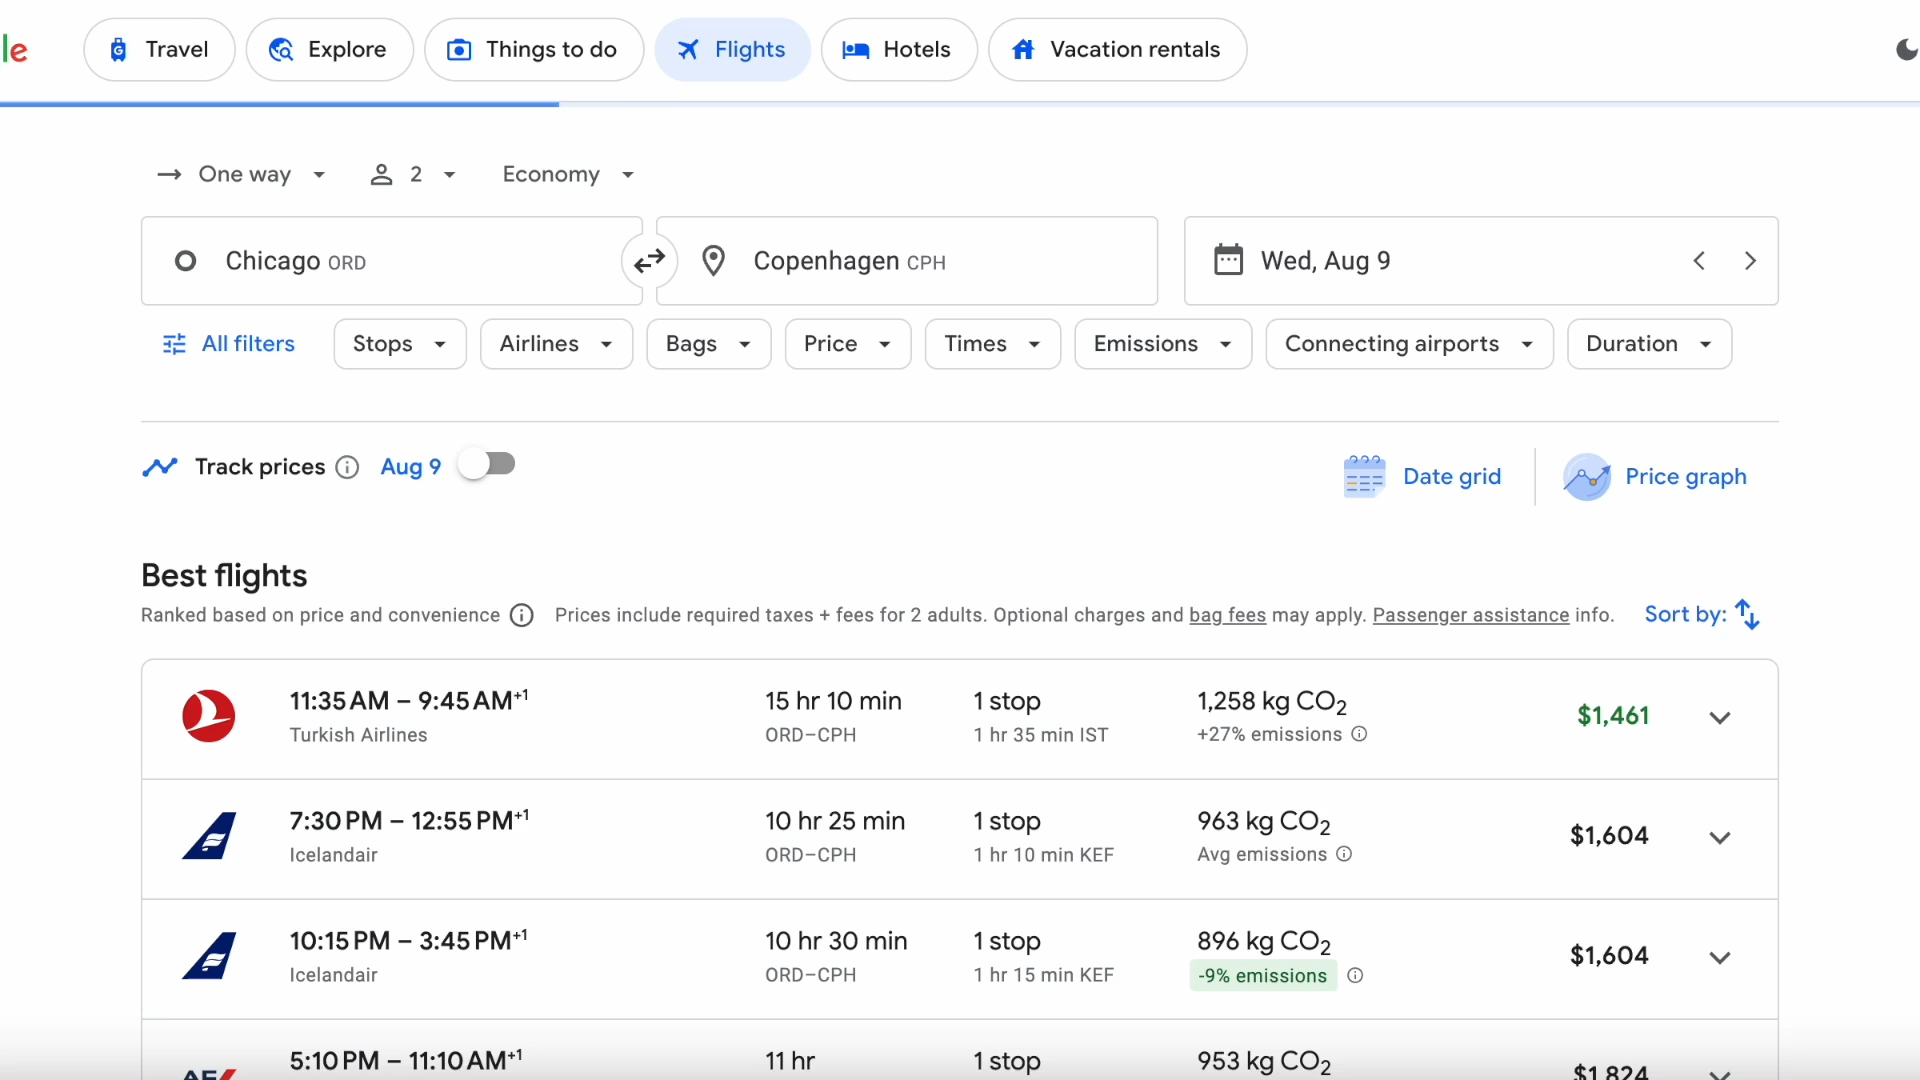 le Travel Explore Things to do Flights Hotels Vacation rentals
One way 2 Economy
Chicago ORD Copenhagen CPH Wed, Aug 9
All filters Stops Airlines Bags Price Times Emissions Connecting airports Duration
Track prices Aug 9 Date grid Price graph
Best flights
Ranked based on price and convenience Prices include required taxes + fees for 2 adults. Optional charges and bag fees may apply. Passenger assistance info. Sort by:
11:35 AM – 9:45 AM+1 15 hr 10 min 1 stop 1,258 kg CO2 $1,461
Turkish Airlines ORD–CPH 1 hr 35 min IST +27% emissions
7:30 PM – 12:55 PM+1 10 hr 25 min 1 stop 963 kg CO2 $1,604
Icelandair ORD–CPH 1 hr 10 min KEF Avg emissions
10:15 PM – 3:45 PM+1 10 hr 30 min 1 stop 896 kg CO2 $1,604
Icelandair ORD–CPH 1 hr 15 min KEF -9% emissions
5:10 PM – 11:10 AM+1 11 hr 1 stop 953 kg CO2 $1,824